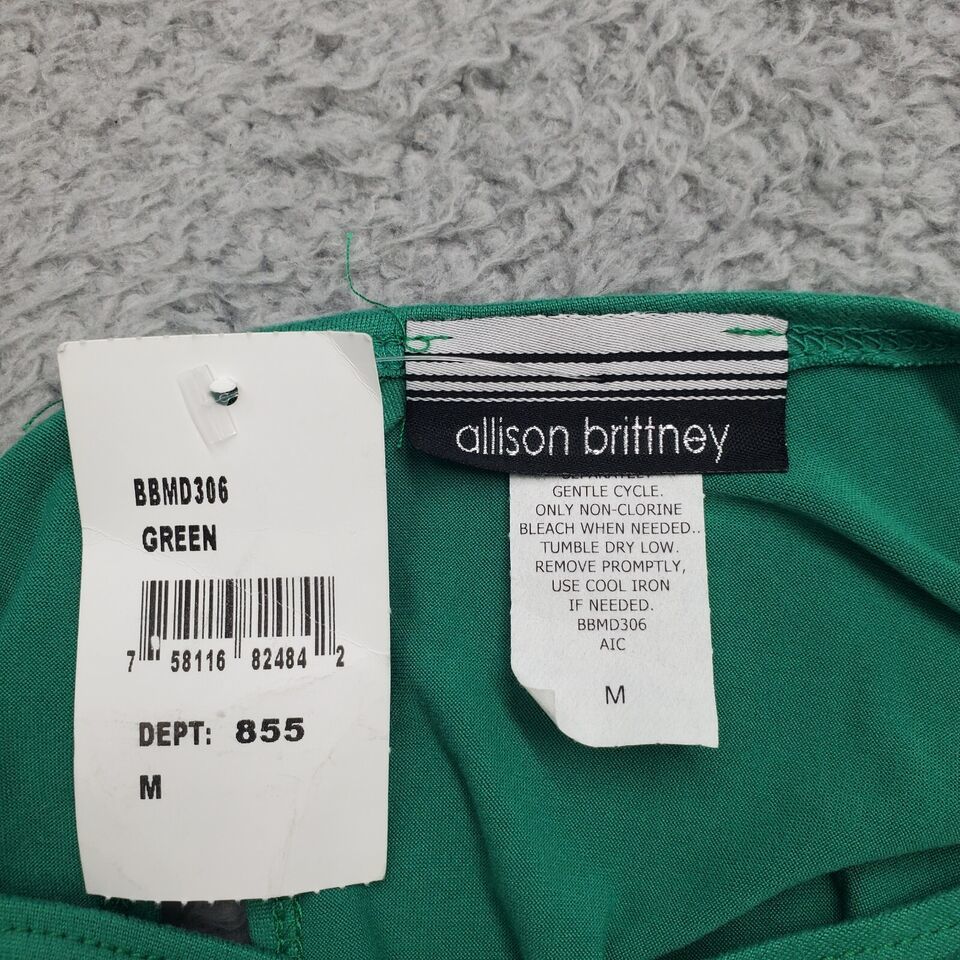 BBMD306
GREEN
7 58116 82484 2
DEPT: 855
M
allison brittney
GENTLE CYCLE.
ONLY NON-CLORINE
BLEACH WHEN NEEDED..
TUMBLE DRY LOW.
REMOVE PROMPTLY,
USE COOL IRON
IF NEEDED.
BBMD306
AIC
M